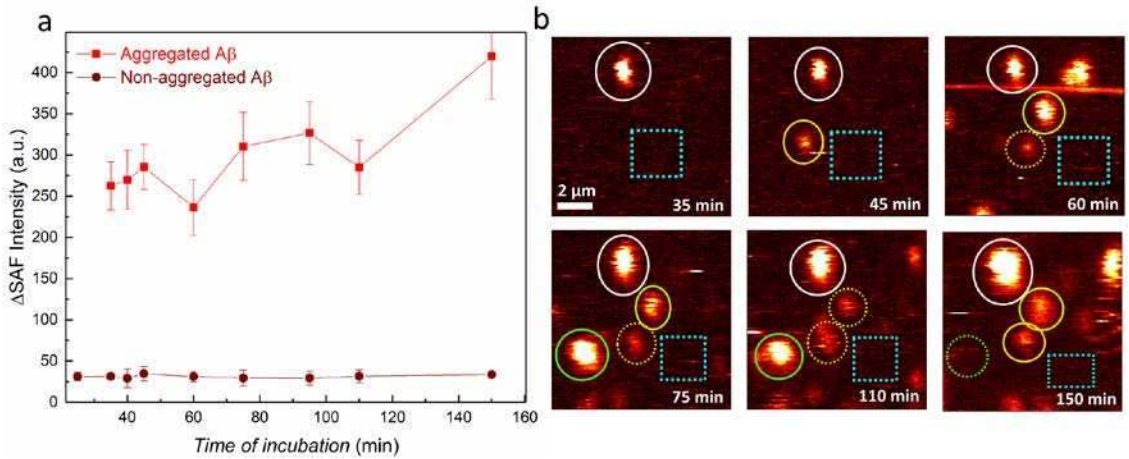 a
Aggregated Aβ
Non-aggregated Aβ
400
350
300
250
200
150
100
50
0
ΔSAF Intensity (a.u.)
40
60
80
100
120
140
160
Time of incubation (min)
b
2 µm
35 min
45 min
60 min
75 min
110 min
150 min